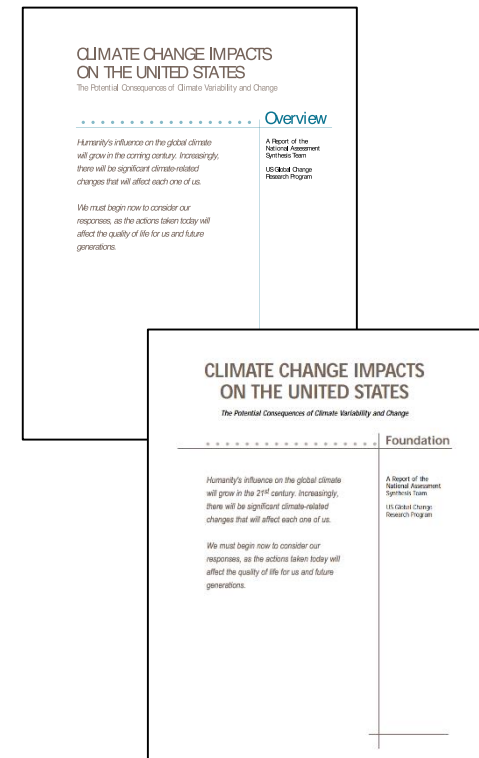 CLIMATE CHANGE IMPACTS
ON THE UNITED STATES
The Potential Consequences of Climate Variability and Change
Overview
Humanity's influence on the global climate
will grow in the coming century. Increasingly,
there will be significant climate-related
changes that will affect each one of us.
We must begin now to consider our
responses, as the actions taken today will
affect the quality of life for us and future
generations.
A Report of the
National Assessment
Synthesis Team
US Global Change
Research Program
CLIMATE CHANGE IMPACTS
ON THE UNITED STATES
The Potential Consequences of Climate Variability and Change
Foundation
Humanity's influence on the global climate
will grow in the 21st century. Increasingly,
there will be significant climate-related
changes that will affect each one of us.
We must begin now to consider our
responses, as the actions taken today will
affect the quality of life for us and future
generations.
A Report of the
National Assessment
Synthesis Team
US Global Change
Research Program